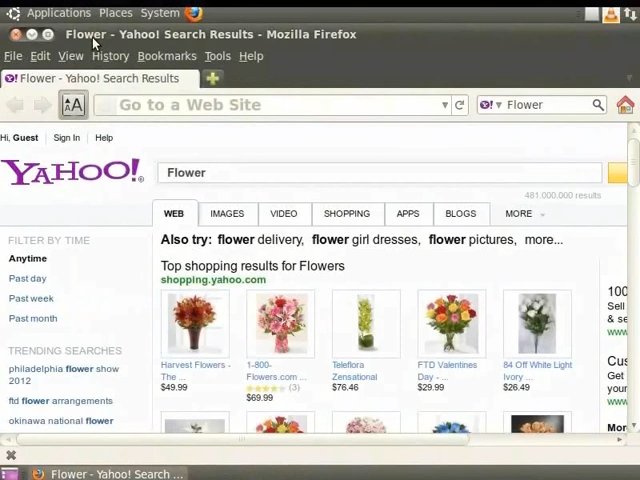 Applications Places System
Flower - Yahoo! Search Results - Mozilla Firefox
File Edit View History Bookmarks Tools Help
Y! Flower - Yahoo! Search Results
AA Go to a Web Site Y! Flower
Hi, Guest Sign In Help
YAHOO! Flower
481,000,000 results
WEB IMAGES VIDEO SHOPPING APPS BLOGS MORE
FILTER BY TIME
Anytime
Past day
Past week
Past month
TRENDING SEARCHES
philadelphia flower show
2012
ftd flower arrangements
okinawa national flower
Also try: flower delivery, flower girl dresses, flower pictures, more...
Top shopping results for Flowers
shopping.yahoo.com
Harvest Flowers -
The ...
$49.99
1-800-
Flowers.com ...
(3)
$69.99
Teleflora
Zensational
$76.46
FTD Valentines
Day - ...
$29.99
84 Off White Light
Ivory ...
$26.49
100
Sell
& se
www
Cus
Get
your
www
More
Flower - Yahoo! Search ...